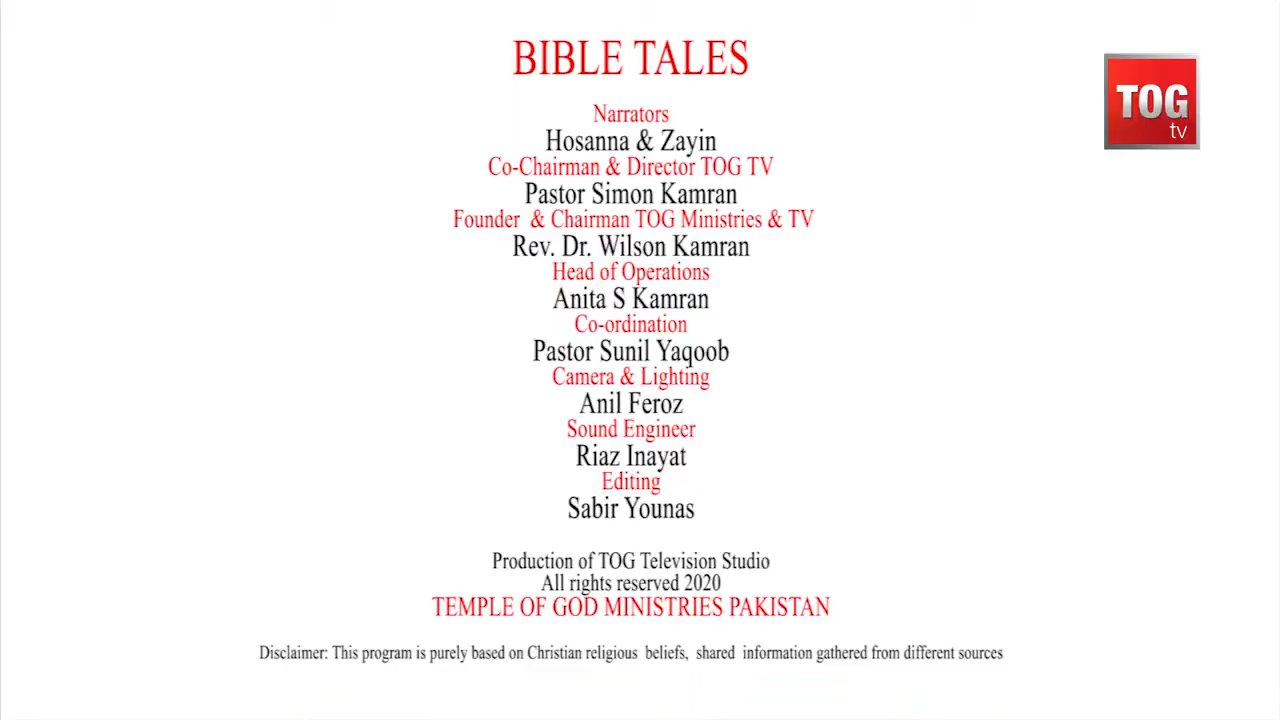 BIBLE TALES
TOG
tv
Narrators
Hosanna & Zayin
Co-Chairman & Director TOG TV
Pastor Simon Kamran
Founder & Chairman TOG Ministries & TV
Rev. Dr. Wilson Kamran
Head of Operations
Anita S Kamran
Co-ordination
Pastor Sunil Yaqoob
Camera & Lighting
Anil Feroz
Sound Engineer
Riaz Inayat
Editing
Sabir Younas
Production of TOG Television Studio
All rights reserved 2020
TEMPLE OF GOD MINISTRIES PAKISTAN
Disclaimer: This program is purely based on Christian religious beliefs, shared information gathered from different sources